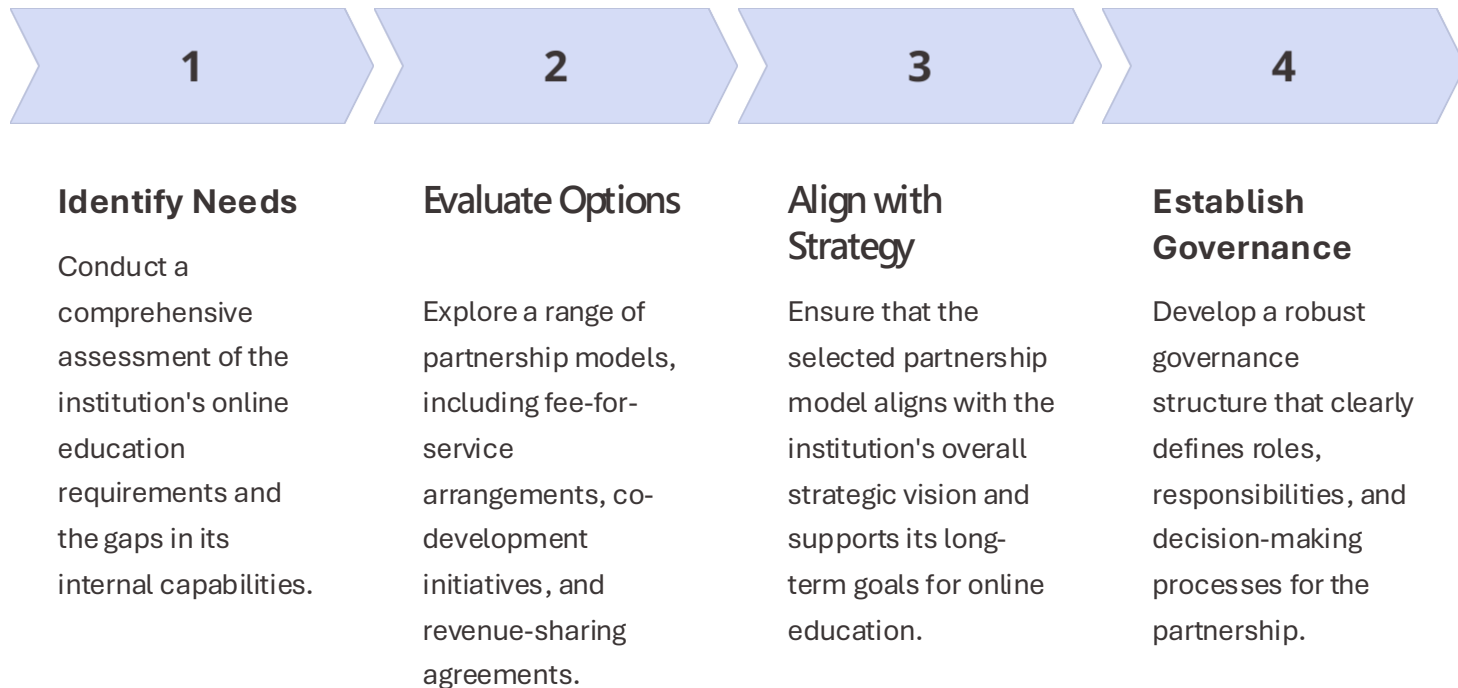 1
2
3
4
Identify Needs
Conduct a
comprehensive
assessment of the
institution's online
education
requirements and
the gaps in its
internal capabilities.
Evaluate Options
Explore a range of
partnership models,
including fee-for-
service
arrangements, co-
development
initiatives, and
revenue-sharing
agreements.
Align with
Strategy
Ensure that the
selected partnership
model aligns with the
institution's overall
strategic vision and
supports its long-
term goals for online
education.
Establish
Governance
Develop a robust
governance
structure that clearly
defines roles,
responsibilities, and
decision-making
processes for the
partnership.